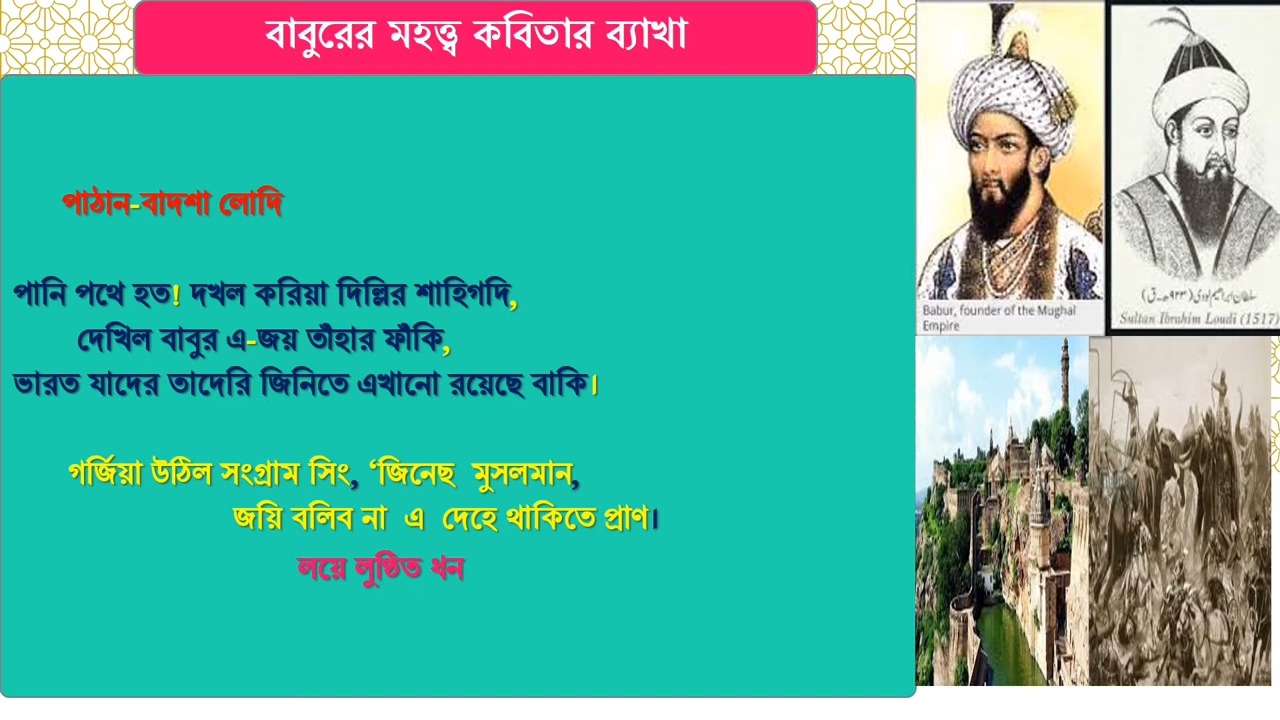 বাবুরের মহত্ত্ব কবিতার ব্যাখা
পাঠান-বাদশা লোদি
পানি পথে হত! দখল করিয়া দিল্লির শাহিগদি,
দেখিল বাবুর এ-জয় তাঁহার ফাঁকি,
ভারত যাদের তাদেরি জিনিতে এখানো রয়েছে বাকি।
গর্জিয়া উঠিল সংগ্রাম সিং, ‘জিনেছ মুসলমান,
জয়ি বলিব না এ দেহে থাকিতে প্রাণ।
লয়ে লুণ্ঠিত ধন
Babur, founder of the Mughal
Empire
Sultan Ibrahim Loudi (1517)